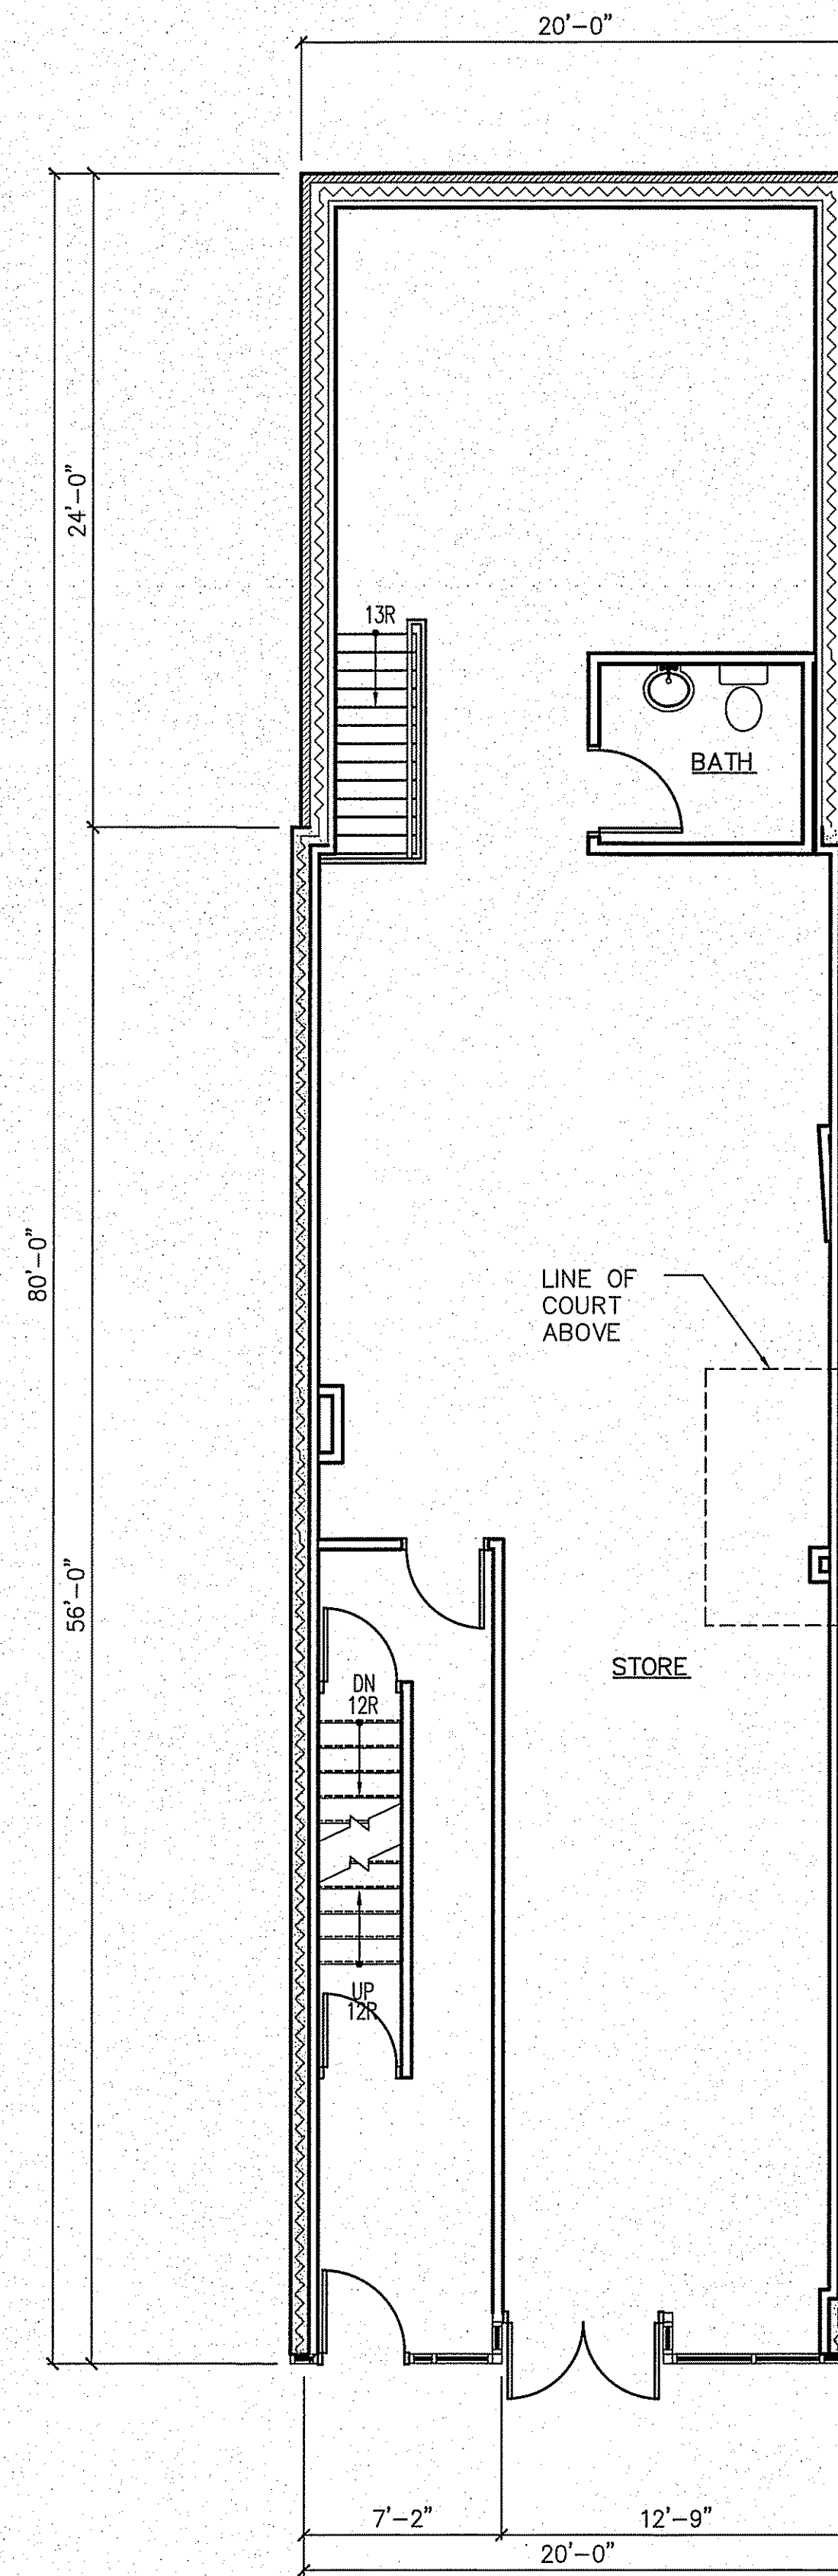 20'-0"
24'-0"
13R
BATH
80'-0"
LINE OF
COURT
ABOVE
56'-0"
STORE
DN
12R
UP
12R
7'-2"
12'-9"
20'-0"